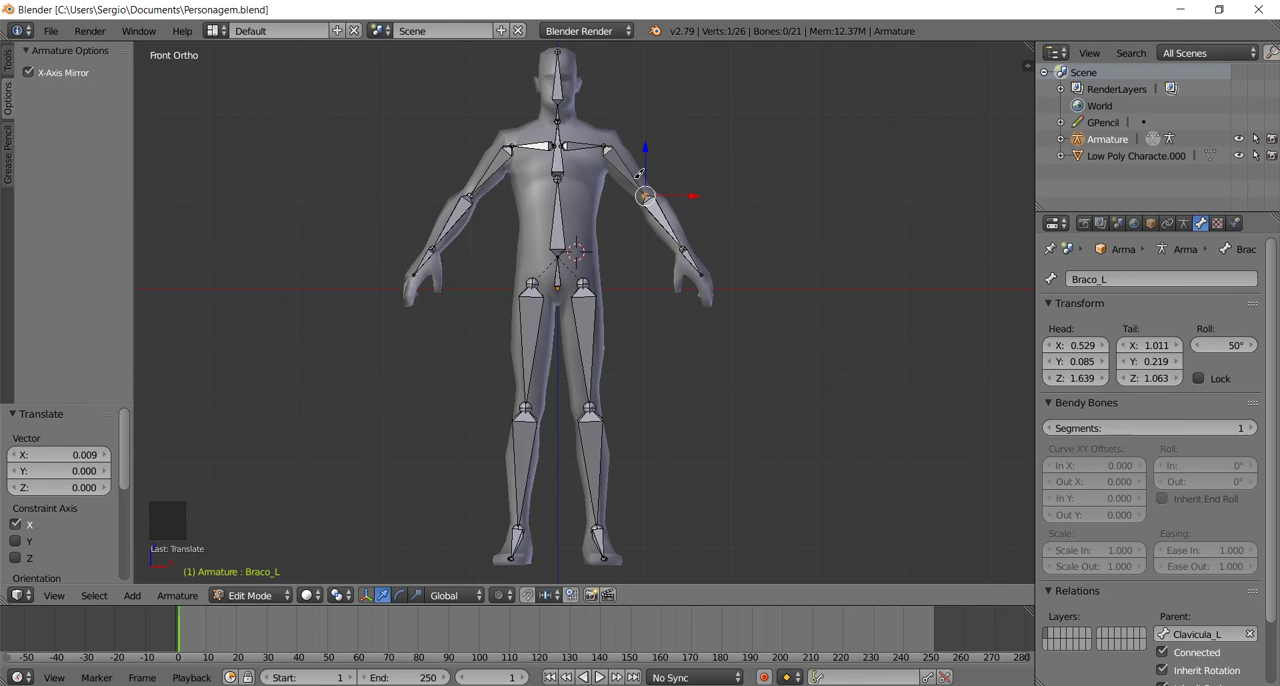 Blender [C:\Users\Sergio\Documents\Personagem.blend]
File Render Window Help Default Scene Blender Render v2.79 | Verts:1/26 | Bones:0/21 | Mem:12.37M | Armature
Armature Options
X-Axis Mirror
Tools
Options
Grease Pencil
Front Ortho
Translate
Vector
X: 0.009
Y: 0.000
Z: 0.000
Constraint Axis
X
Y
Z
Orientation
Last: Translate
(1) Armature : Braco_L
View Select Add Armature Edit Mode Global
-50 -40 -30 -20 -10 0 10 20 30 40 50 60 70 80 90 100 110 120 130 140 150 160 170 180 190 200 210 220 230 240 250 260 270 280
View Marker Frame Playback Start: 1 End: 250 1 No Sync
View Search All Scenes
Scene
RenderLayers
World
GPencil
Armature
Low Poly Characte.000
Arma Arma Brac
Braco_L
Transform
Head: Tail: Roll:
X: 0.529 X: 1.011 50°
Y: 0.085 Y: 0.219
Z: 1.639 Z: 1.063 Lock
Bendy Bones
Segments: 1
Curve XY Offsets: Roll:
In X: 0.000 In: 0°
Out X: 0.000 Out: 0°
In Y: 0.000 Inherit End Roll
Out Y: 0.000
Scale: Easing:
Scale In: 1.000 Ease In: 1.000
Scale Out: 1.000 Ease Out: 1.000
Relations
Layers: Parent:
Clavicula_L
Connected
Inherit Rotation